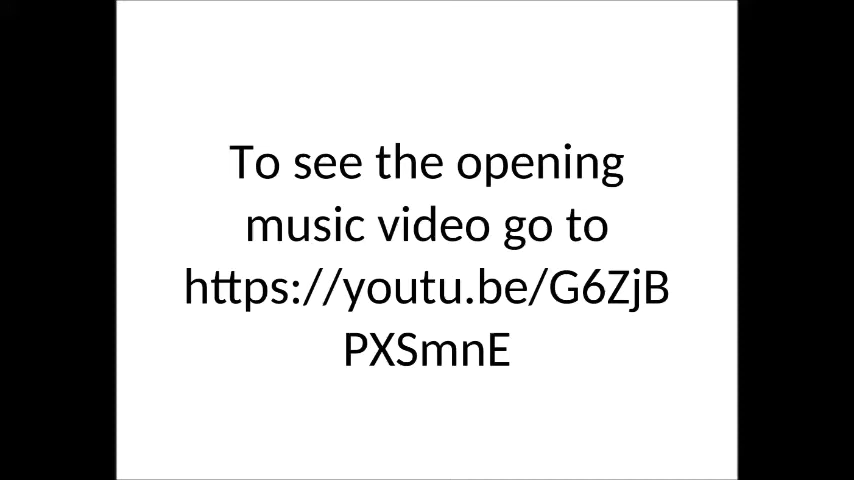 To see the opening
music video go to
https://youtu.be/G6ZjB
PXSmnE